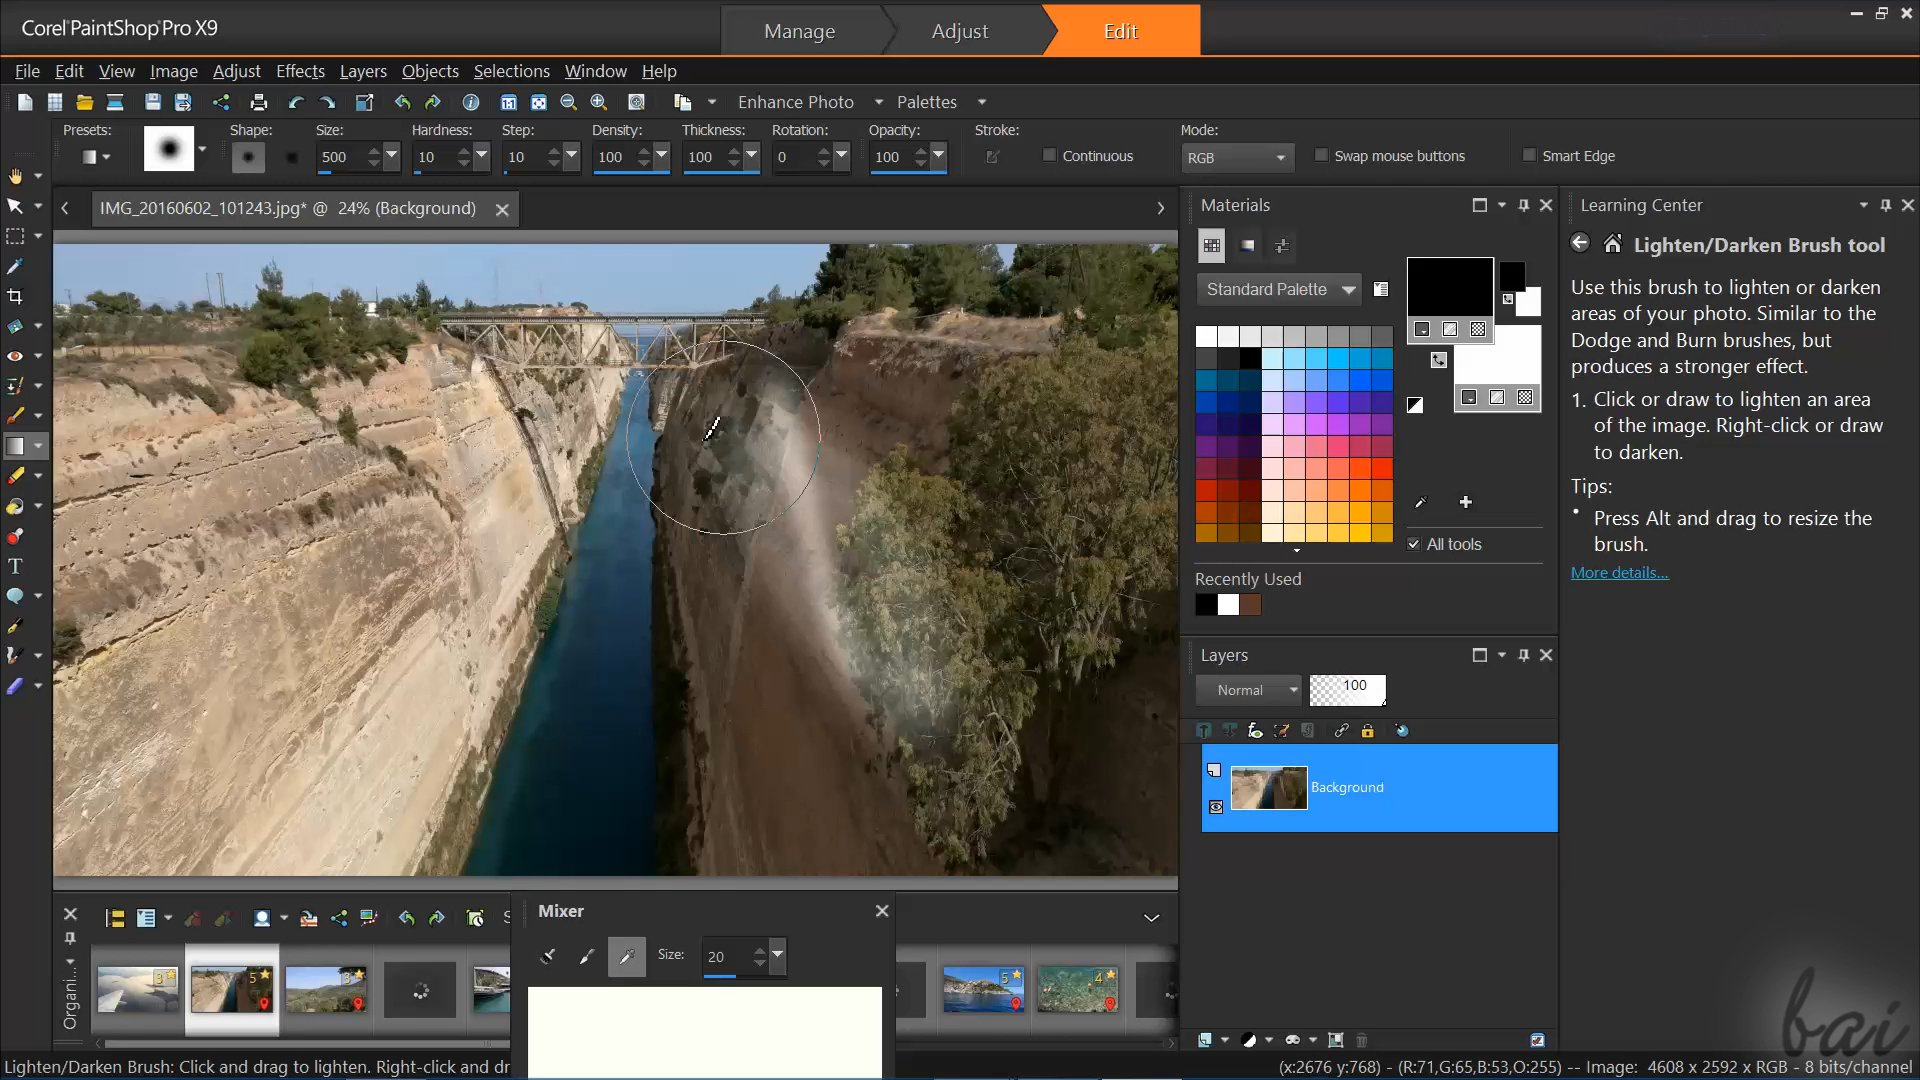 Corel PaintShop Pro X9
Manage
Adjust
Edit
File Edit View Image Adjust Effects Layers Objects Selections Window Help
Enhance Photo
Palettes
Presets:
Shape:
Size:
Hardness:
Step:
Density:
Thickness:
Rotation:
Opacity:
Stroke:
Mode:
500
10
10
100
100
0
100
Continuous
RGB
Swap mouse buttons
Smart Edge
IMG_20160602_101243.jpg* @ 24% (Background)
Materials
Standard Palette
All tools
Recently Used
Layers
Normal
100
Background
Learning Center
Lighten/Darken Brush tool
Use this brush to lighten or darken
areas of your photo. Similar to the
Dodge and Burn brushes, but
produces a stronger effect.
1. Click or draw to lighten an area
of the image. Right-click or draw
to darken.
Tips:
• Press Alt and drag to resize the
brush.
More details...
Organi...
3
5
3
5
4
Mixer
Size:
20
bai
Lighten/Darken Brush: Click and drag to lighten. Right-click and dr
(x:2676 y:768) - (R:71,G:65,B:53,O:255) -- Image: 4608 x 2592 x RGB - 8 bits/channel